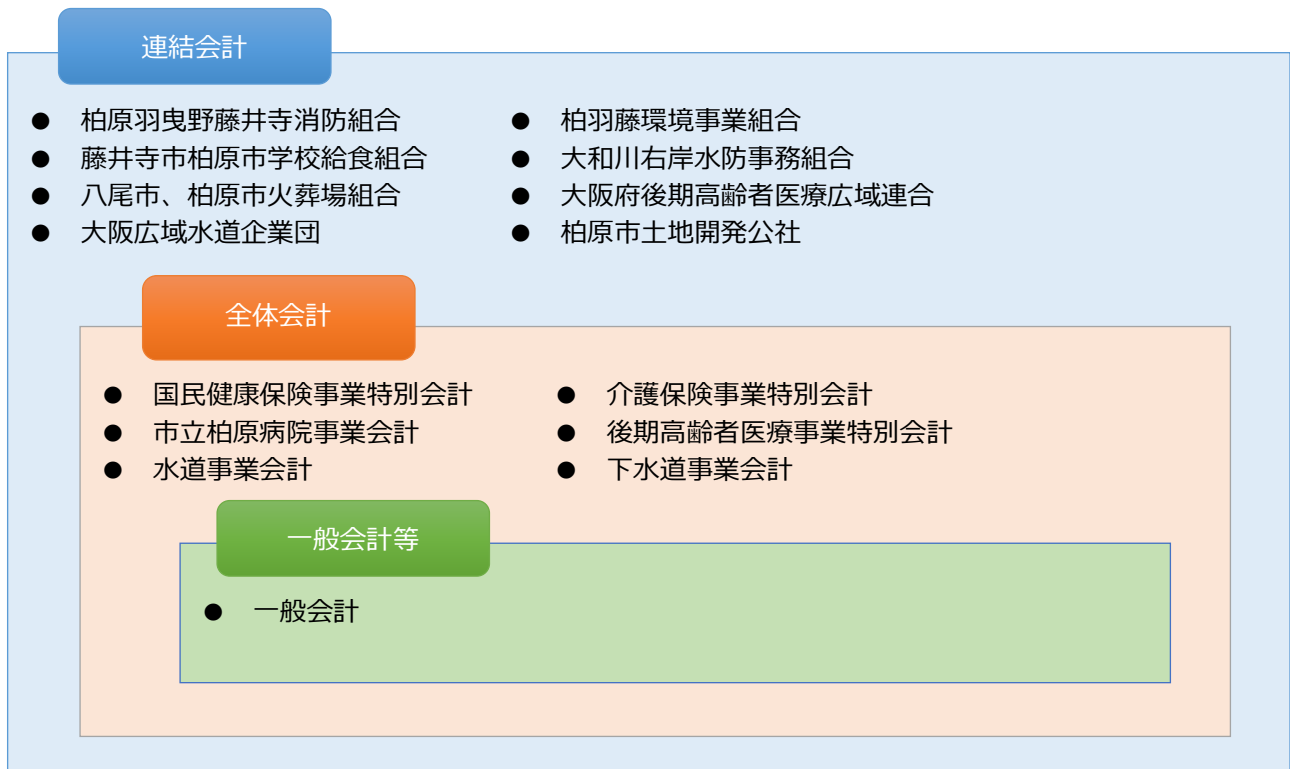 連結会計
● 柏原羽曳野藤井寺消防組合 ● 柏羽藤環境事業組合
● 藤井寺市柏原市学校給食組合 ● 大和川右岸水防事務組合
● 八尾市、柏原市火葬場組合 ● 大阪府後期高齢者医療広域連合
● 大阪広域水道企業団 ● 柏原市土地開発公社
全体会計
● 国民健康保険事業特別会計 ● 介護保険事業特別会計
● 市立柏原病院事業会計 ● 後期高齢者医療事業特別会計
● 水道事業会計 ● 下水道事業会計
一般会計等
● 一般会計